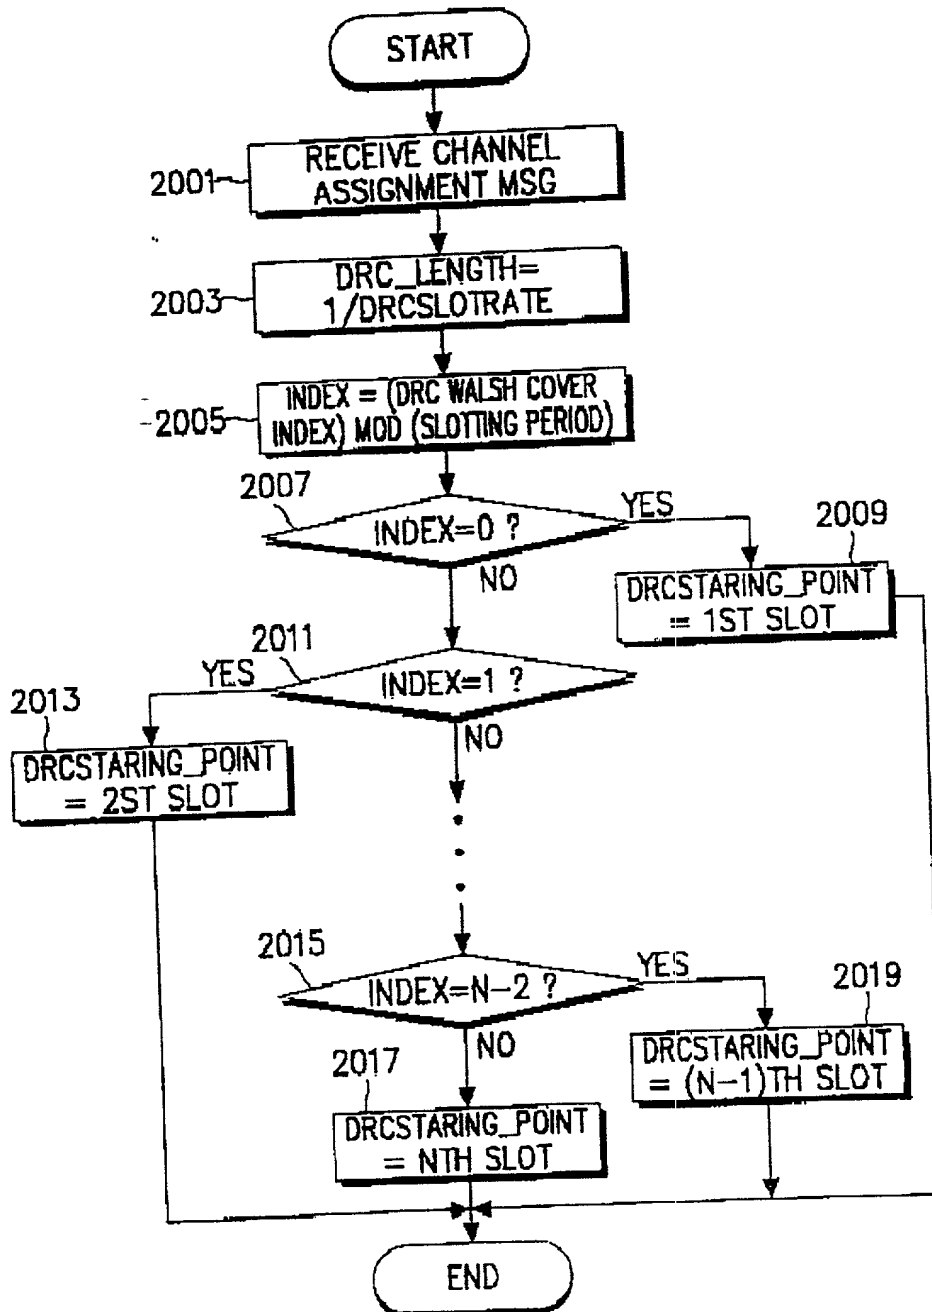 START
2001
RECEIVE CHANNEL
ASSIGNMENT MSG
2003
DRC_LENGTH=
1/DRCSLOTRATE
2005
INDEX = (DRC WALSH COVER
INDEX) MOD (SLOTTING PERIOD)
2007
INDEX=0 ?
YES
NO
2009
DRCSTARING_POINT
= 1ST SLOT
2011
INDEX=1 ?
YES
NO
2013
DRCSTARING_POINT
= 2ST SLOT
2015
INDEX=N-2 ?
YES
NO
2019
DRCSTARING_POINT
= (N-1)TH SLOT
2017
DRCSTARING_POINT
= NTH SLOT
END